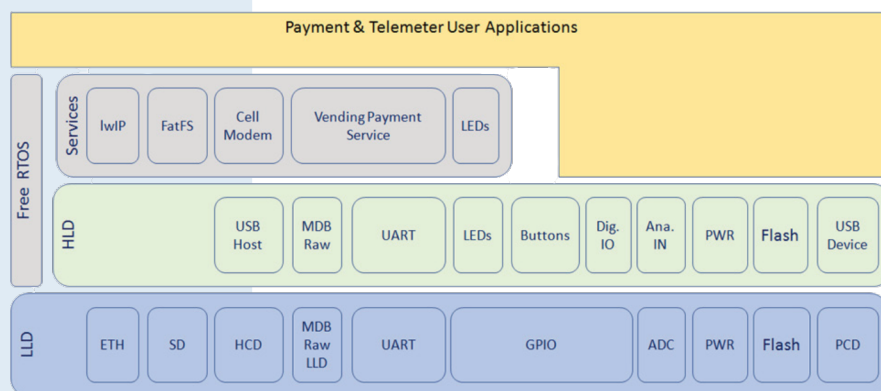 Payment & Telemeter User Applications
Free RTOS
Services
lwIP
FatFS
Cell
Modem
Vending Payment
Service
LEDs
HLD
USB
Host
MDB
Raw
UART
LEDs
Buttons
Dig.
IO
Ana.
IN
PWR
Flash
USB
Device
LLD
ETH
SD
HCD
MDB
Raw
LLD
UART
GPIO
ADC
PWR
Flash
PCD